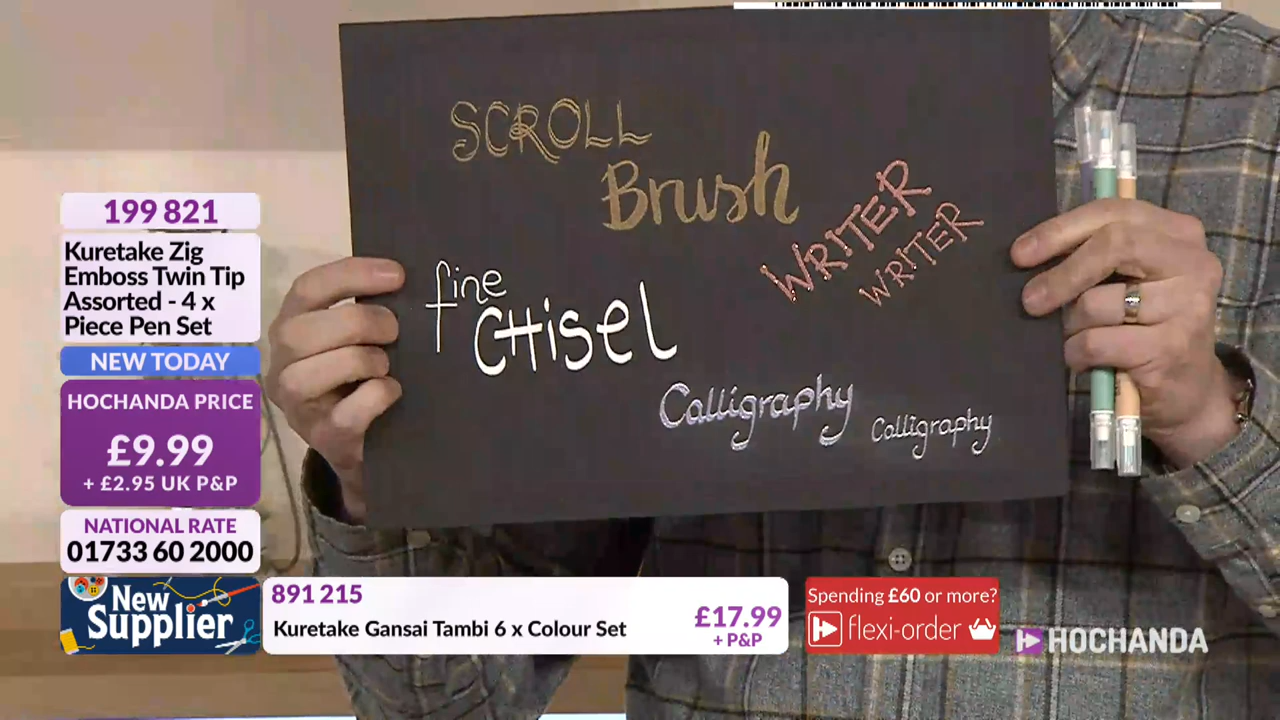 SCROLL
Brush
WRITER
WRITER
fine
CHisel
Calligraphy
Calligraphy
199 821
Kuretake Zig
Emboss Twin Tip
Assorted - 4 x
Piece Pen Set
NEW TODAY
HOCHANDA PRICE
£9.99
+ £2.95 UK P&P
NATIONAL RATE
01733 60 2000
New
Supplier
891 215
Kuretake Gansai Tambi 6 x Colour Set
£17.99
+ P&P
Spending £60 or more?
flexi-order
HOCHANDA